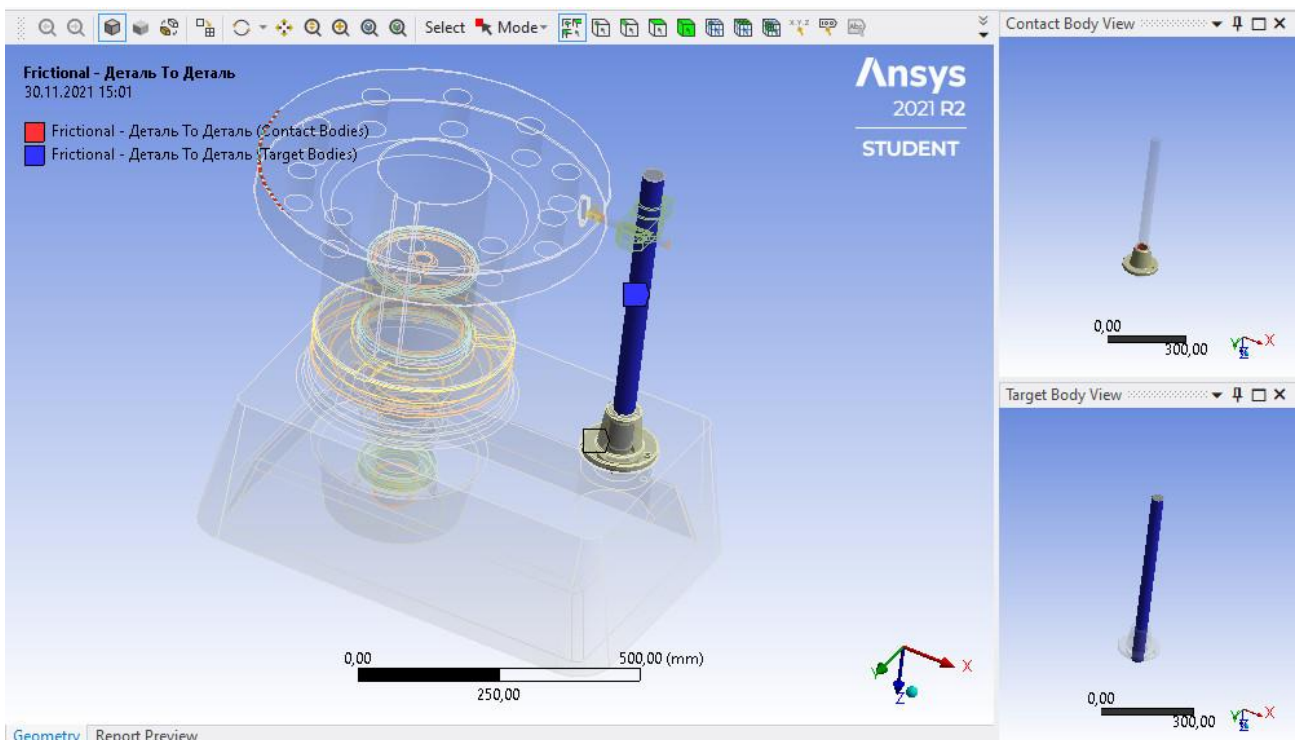 Select Mode
Contact Body View
Frictional - Деталь To Деталь
30.11.2021 15:01
Frictional - Деталь To Деталь (Contact Bodies)
Frictional - Деталь To Деталь (Target Bodies)
Ansys
2021 R2
STUDENT
0,00
300,00
Y
X
Z
Target Body View
0,00
500,00 (mm)
250,00
Y
X
Z
0,00
300,00
Y
X
Z
Geometry Report Preview